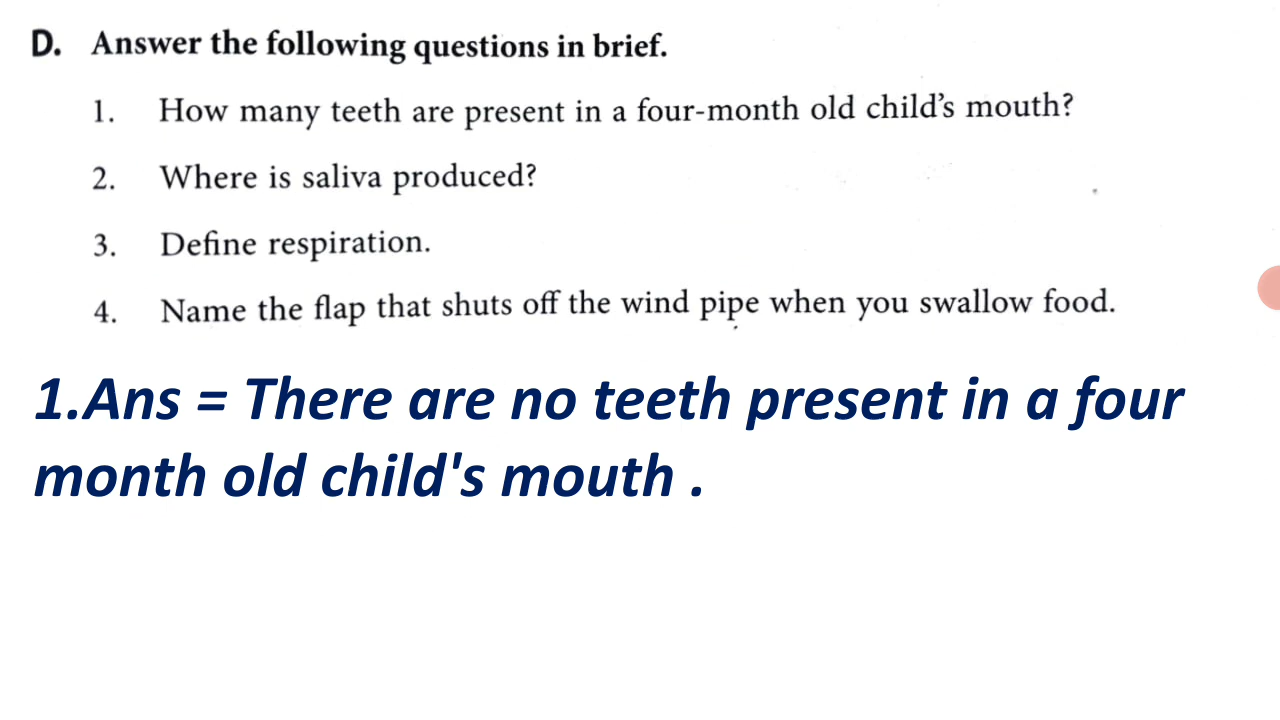 D. Answer the following questions in brief.
1. How many teeth are present in a four-month old child's mouth?
2. Where is saliva produced?
3. Define respiration.
4. Name the flap that shuts off the wind pipe when you swallow food.
1.Ans = There are no teeth present in a four
month old child's mouth .